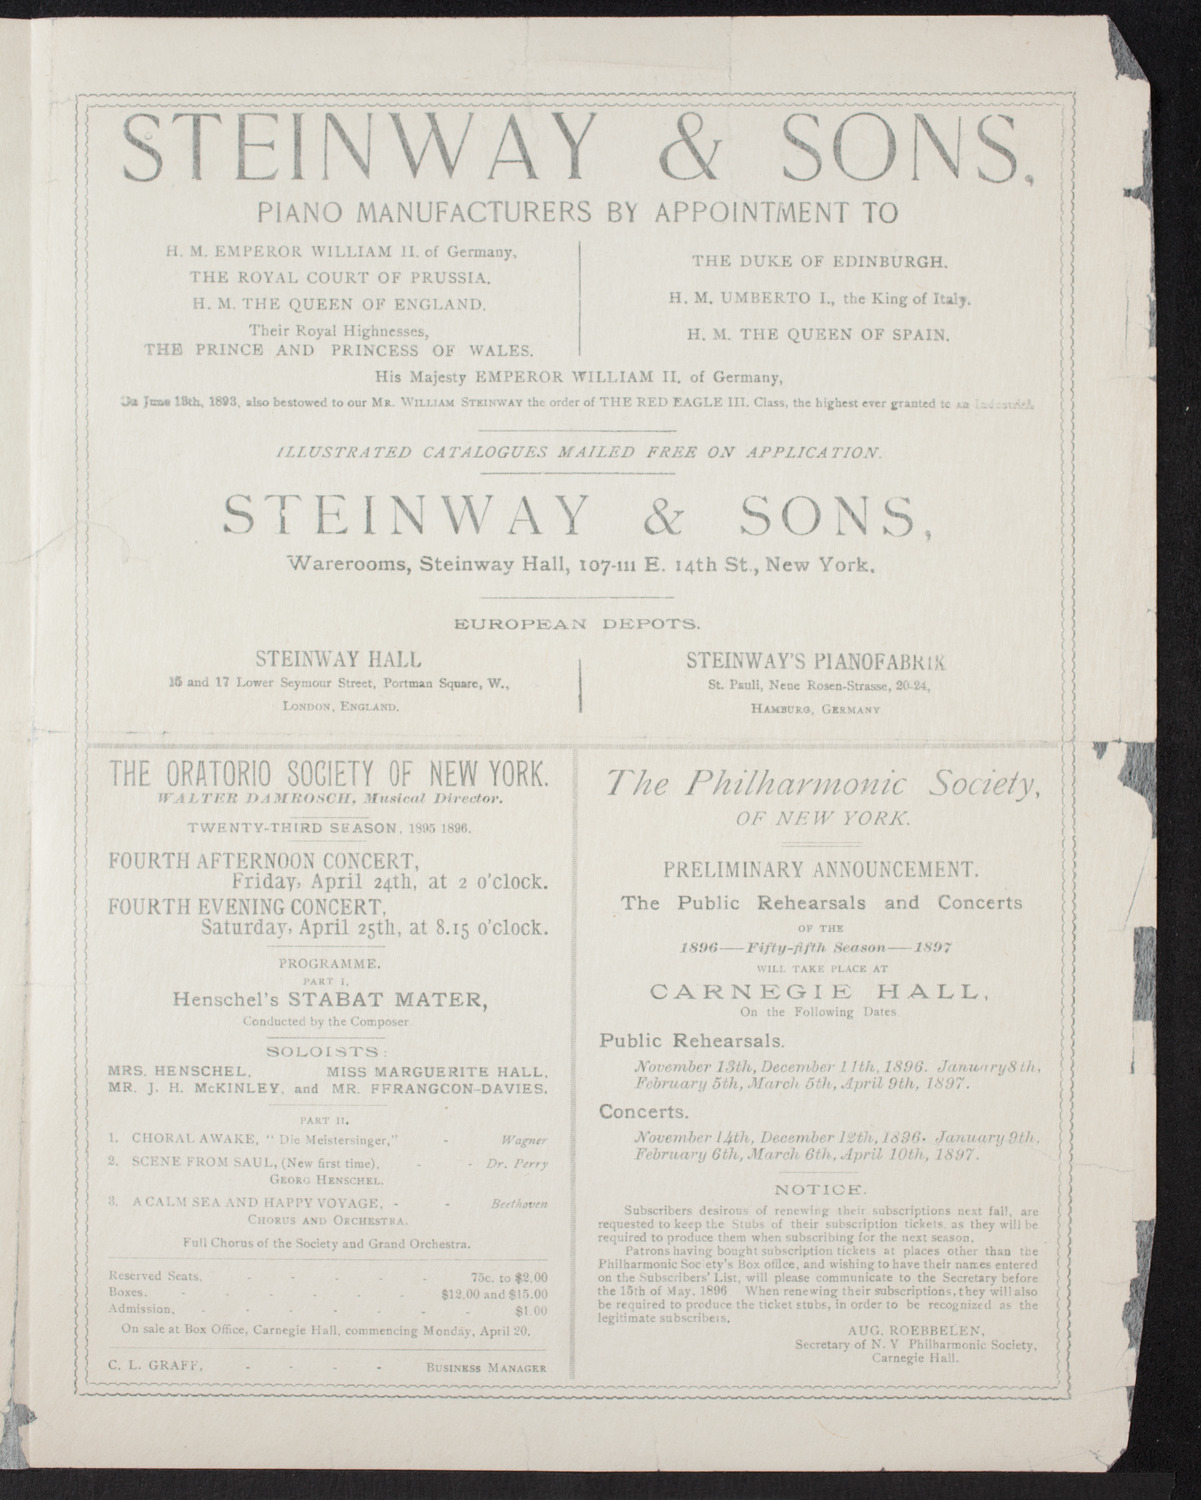 STEINWAY & SONS,
PIANO MANUFACTURERS BY APPOINTMENT TO
H. M. EMPEROR WILLIAM II. of Germany,
THE ROYAL COURT OF PRUSSIA.
H. M. THE QUEEN OF ENGLAND.
Their Royal Highnesses,
THE PRINCE AND PRINCESS OF WALES.
THE DUKE OF EDINBURGH.
H. M. UMBERTO I., the King of Italy.
H. M. THE QUEEN OF SPAIN.
His Majesty EMPEROR WILLIAM II. of Germany,
On June 13th, 1893, also bestowed to our MR. WILLIAM STEINWAY the order of THE RED EAGLE III. Class, the highest ever granted to an
ILLUSTRATED CATALOGUES MAILED FREE ON APPLICATION.
STEINWAY & SONS,
Warerooms, Steinway Hall, 107-111 E. 14th St., New York.
EUROPEAN DEPOTS.
STEINWAY HALL
15 and 17 Lower Seymour Street, Portman Square, W.,
LONDON, ENGLAND.
STEINWAY'S PIANOFABRIK
St. Pauli, Neue Rosen-Strasse, 20-24,
HAMBURG, GERMANY
THE ORATORIO SOCIETY OF NEW YORK.
WALTER DAMROSCH, Musical Director.
TWENTY-THIRD SEASON, 1895 1896.
FOURTH AFTERNOON CONCERT,
Friday, April 24th, at 2 o'clock.
FOURTH EVENING CONCERT,
Saturday, April 25th, at 8.15 o'clock.
PROGRAMME.
PART I,
Henschel's STABAT MATER,
Conducted by the Composer
SOLOISTS:
MRS. HENSCHEL, MISS MARGUERITE HALL,
MR. J. H. McKINLEY, and MR. FFRANGCON-DAVIES.
PART II.
1. CHORAL AWAKE, "Die Meistersinger," - Wagner
2. SCENE FROM SAUL, (New first time), - - Dr. Perry
GEORG HENSCHEL.
3. A CALM SEA AND HAPPY VOYAGE, - - Beethoven
CHORUS AND ORCHESTRA.
Full Chorus of the Society and Grand Orchestra.
Reserved Seats, - - - - - 75c. to $2.00
Boxes, - - - - - - $12.00 and $15.00
Admission, - - - - - - - $1 00
On sale at Box Office, Carnegie Hall, commencing Monday, April 20.
C. L. GRAFF, - - - - BUSINESS MANAGER
The Philharmonic Society,
OF NEW YORK.
PRELIMINARY ANNOUNCEMENT.
The Public Rehearsals and Concerts
OF THE
1896—Fifty-fifth Season—1897
WILL TAKE PLACE AT
CARNEGIE HALL,
On the Following Dates
Public Rehearsals.
November 13th, December 11th, 1896. January 8th,
February 5th, March 5th, April 9th, 1897.
Concerts.
November 14th, December 12th, 1896. January 9th,
February 6th, March 6th, April 10th, 1897.
NOTICE.
Subscribers desirous of renewing their subscriptions next fall, are
requested to keep the Stubs of their subscription tickets, as they will be
required to produce them when subscribing for the next season.
Patrons having bought subscription tickets at places other than the
Philharmonic Society's Box office, and wishing to have their names entered
on the Subscribers' List, will please communicate to the Secretary before
the 15th of May, 1896 When renewing their subscriptions, they will also
be required to produce the ticket stubs, in order to be recognized as the
legitimate subscribers.
AUG. ROEBBELEN,
Secretary of N. Y Philharmonic Society,
Carnegie Hall.